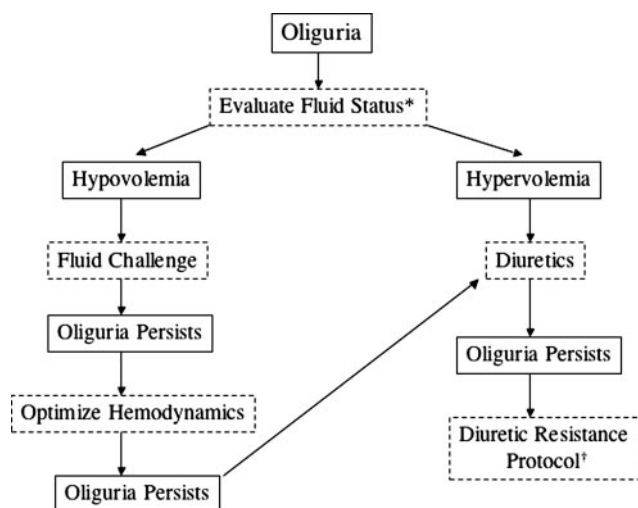 Oliguria
Evaluate Fluid Status*
Hypovolemia
Hypervolemia
Fluid Challenge
Diuretics
Oliguria Persists
Oliguria Persists
Optimize Hemodynamics
Diuretic Resistance
Protocol†
Oliguria Persists